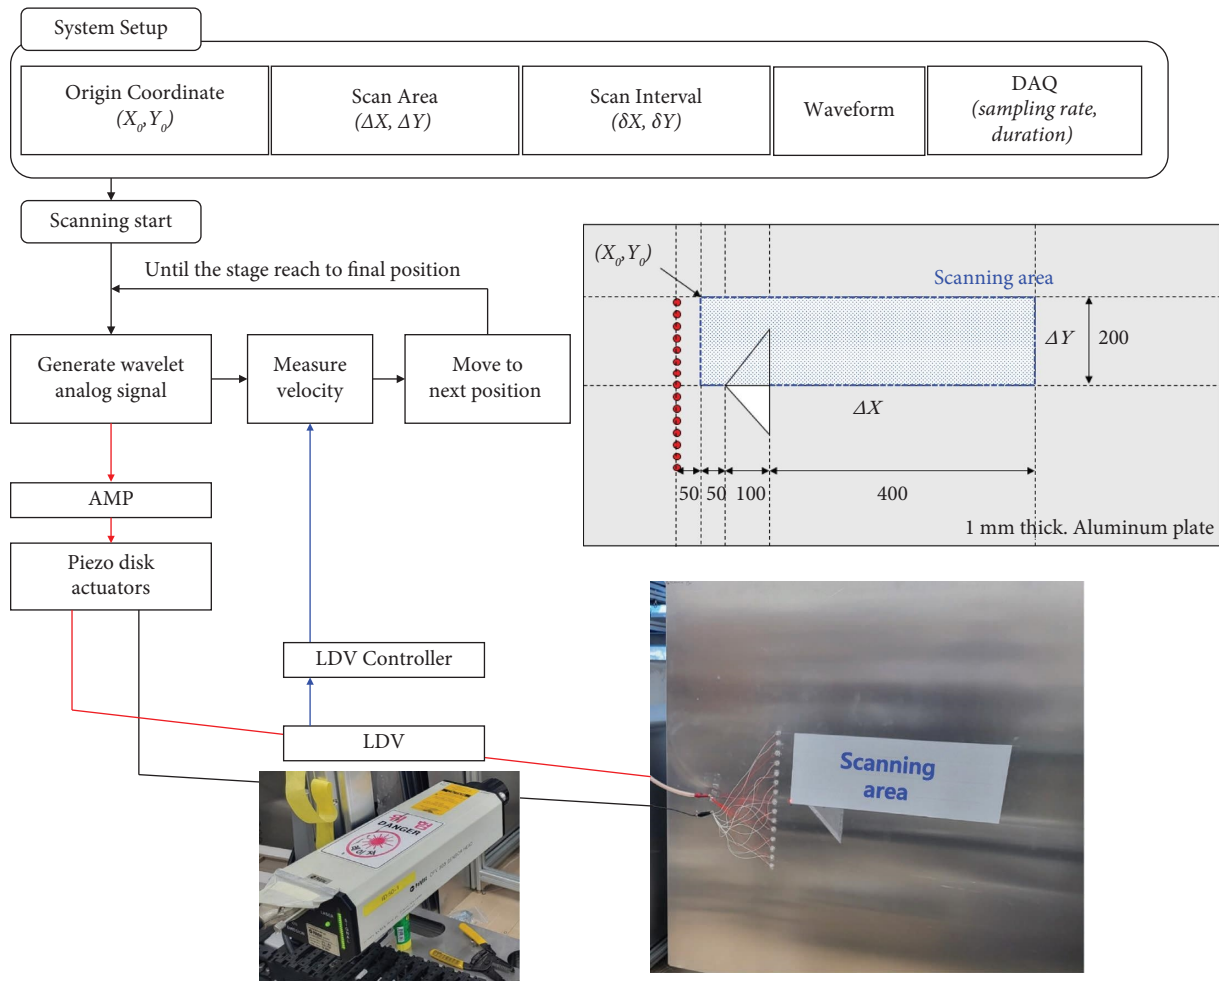 System Setup
Origin Coordinate
(X₀,Y₀)
Scan Area
(ΔX, ΔY)
Scan Interval
(δX, δY)
Waveform
DAQ
(sampling rate,
duration)
Scanning start
Until the stage reach to final position
Generate wavelet
analog signal
Measure
velocity
Move to
next position
AMP
Piezo disk
actuators
LDV Controller
LDV
(X₀,Y₀)
Scanning area
ΔY
200
ΔX
50
50
100
400
1 mm thick. Aluminum plate
DANGER
Scanning
area